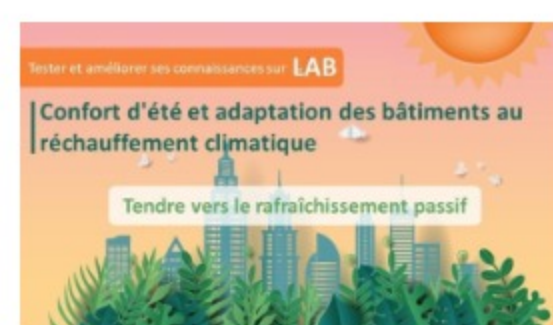 Tester et améliorer ses connaissances sur LAB
Confort d'été et adaptation des bâtiments au
réchauffement climatique
Tendre vers le rafraîchissement passif